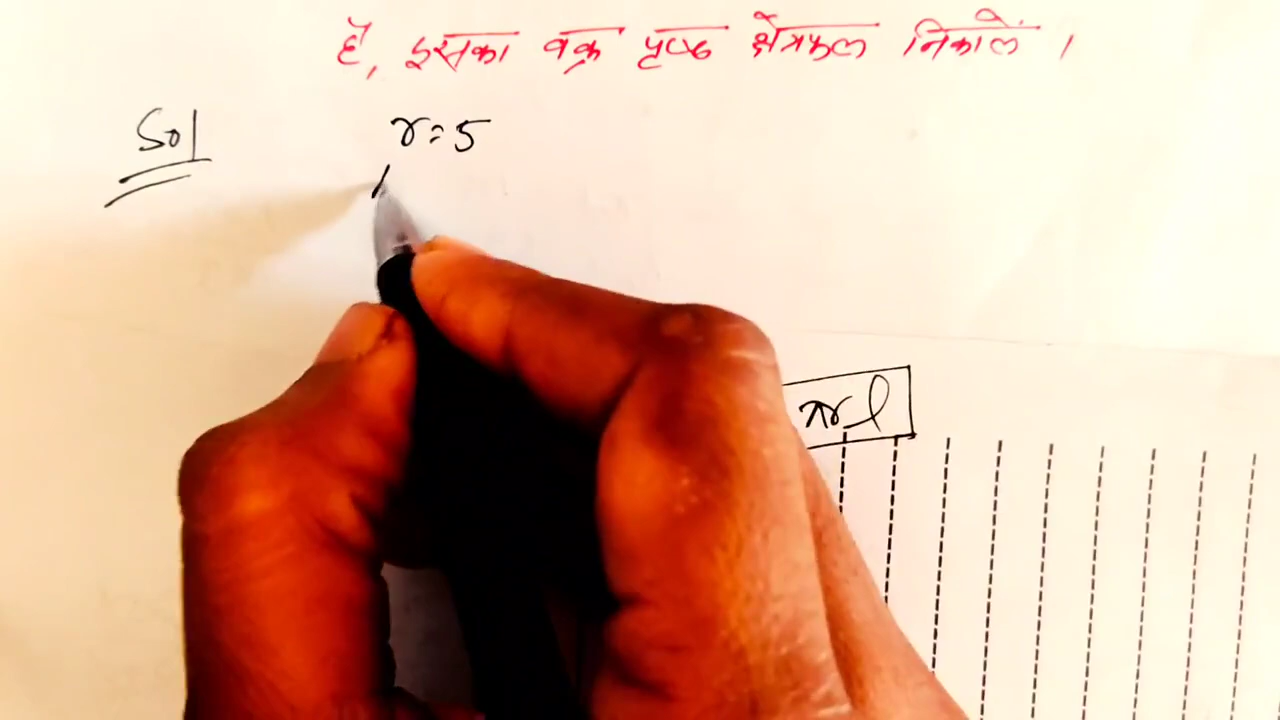 है, इसका वक्र पृष्ठ क्षेत्रफल निकालें ।
Sol
r = 5
πrl